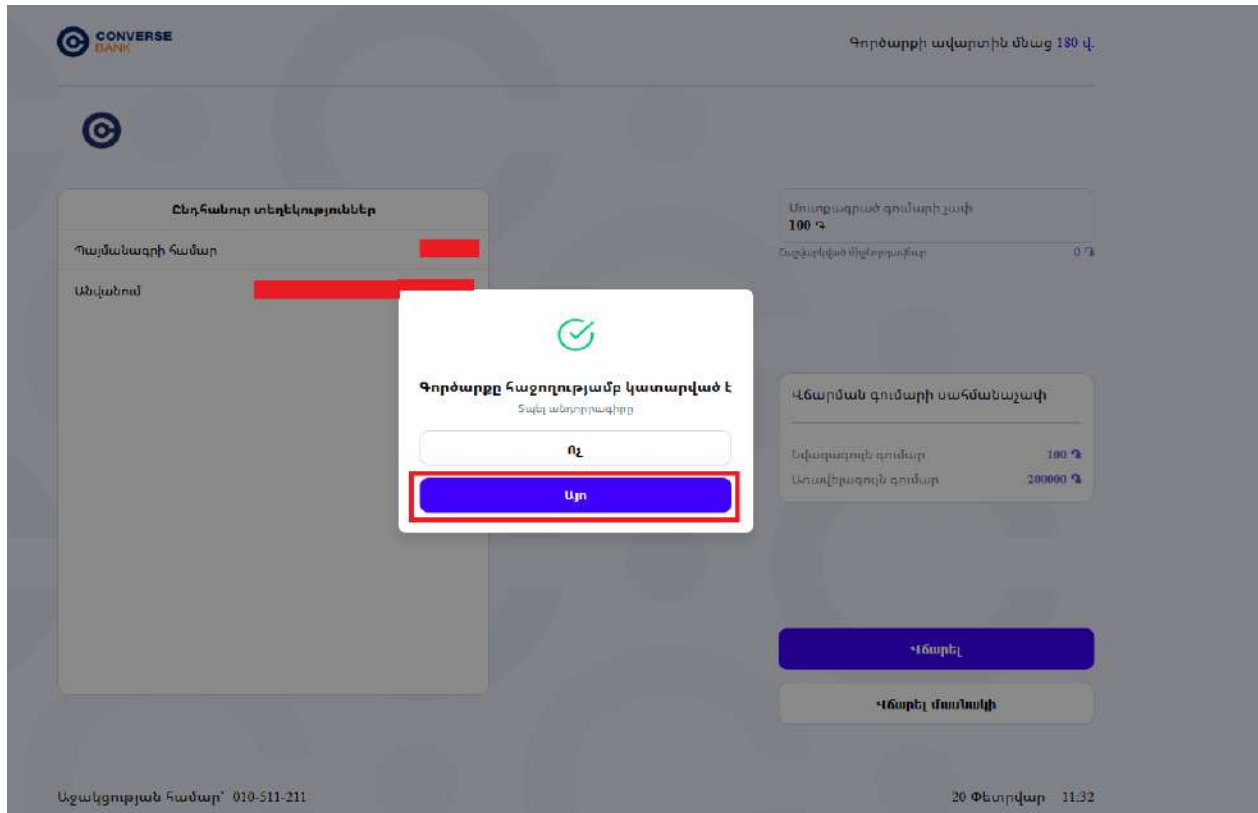 CONVERSE
BANK
Գործարքի ավարտին մնաց 180 վ.
Ընդհանուր տեղեկություններ
Պայմանագրի համար
Անվանում
Մուտքագրած գումարի չափ
100 ֏
Հաշվարկված միջնորդավճար 0 ֏
Գործարքը հաջողությամբ կատարված է
Տպել անդորրագիրը
Ոչ
Այո
Վճարման գումարի սահմանաչափ
Նվազագույն գումար 100 ֏
Առավելագույն գումար 200000 ֏
Վճարել
Վճարել մասնակի
Աջակցության համար՝ 010-511-211
20 Փետրվար 11:32